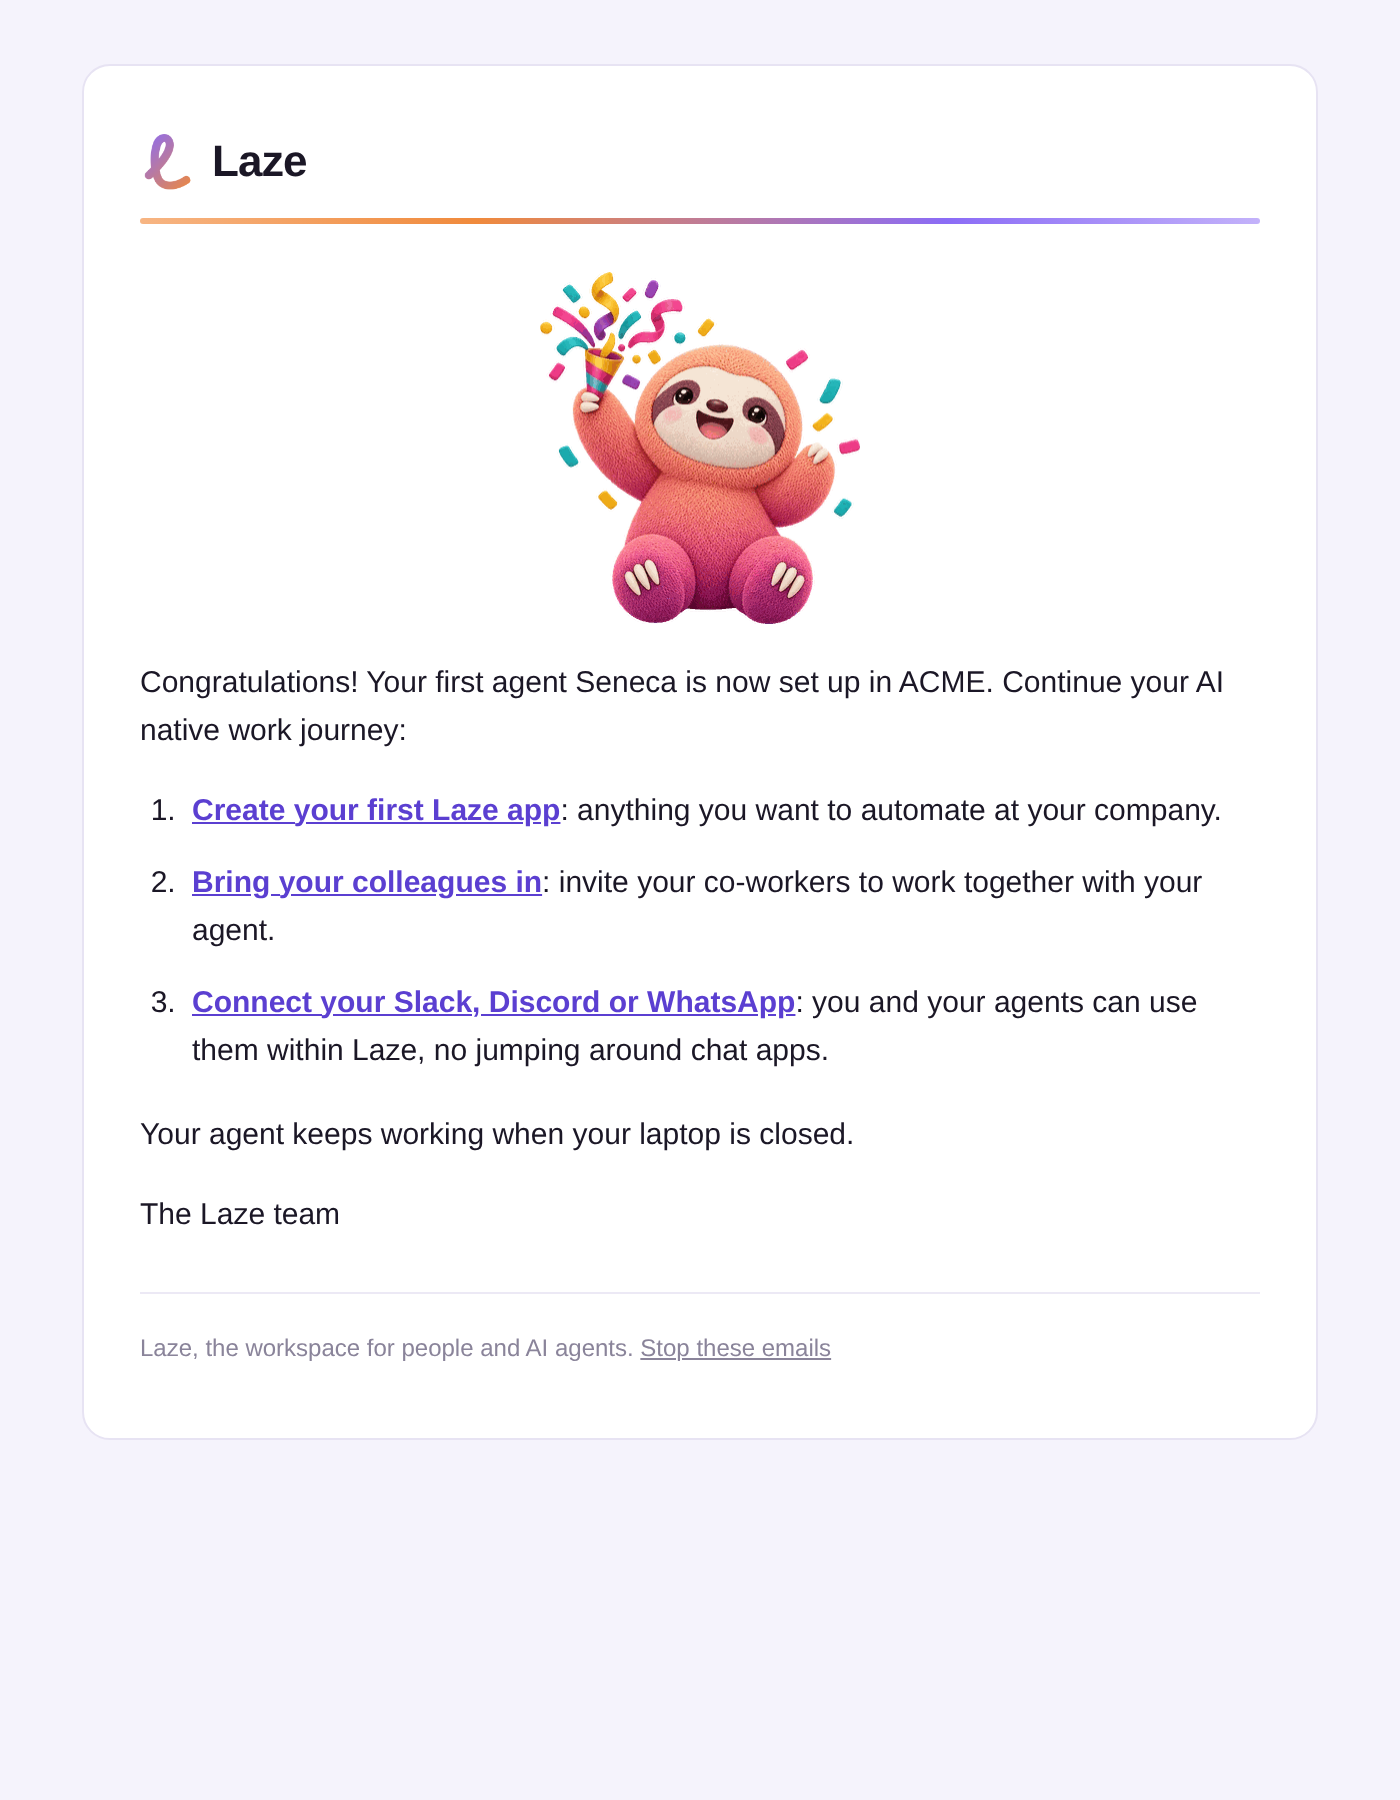 Laze
Congratulations! Your first agent Seneca is now set up in ACME. Continue your AI
native work journey:
1. Create your first Laze app: anything you want to automate at your company.
2. Bring your colleagues in: invite your co-workers to work together with your
agent.
3. Connect your Slack, Discord or WhatsApp: you and your agents can use
them within Laze, no jumping around chat apps.
Your agent keeps working when your laptop is closed.
The Laze team
Laze, the workspace for people and AI agents. Stop these emails